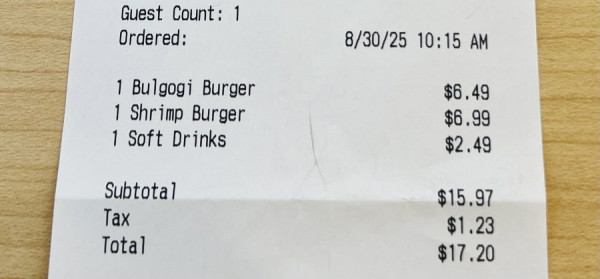 Guest Count: 1
Ordered: 8/30/25 10:15 AM
1 Bulgogi Burger $6.49
1 Shrimp Burger $6.99
1 Soft Drinks $2.49
Subtotal $15.97
Tax $1.23
Total $17.20